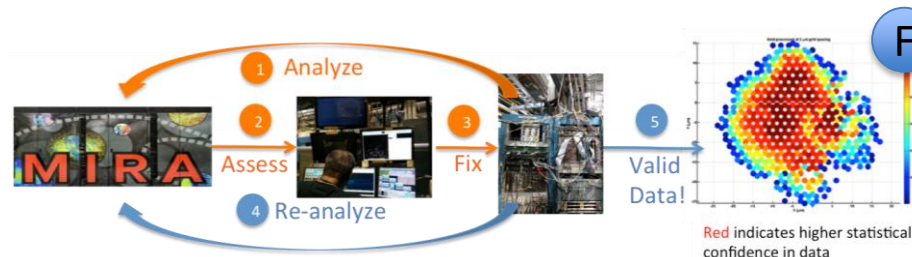 F
1 Analyze
2
Assess
3
Fix
5
Valid
Data!
MIRA
4 Re-analyze
Red indicates higher statistical
confidence in data